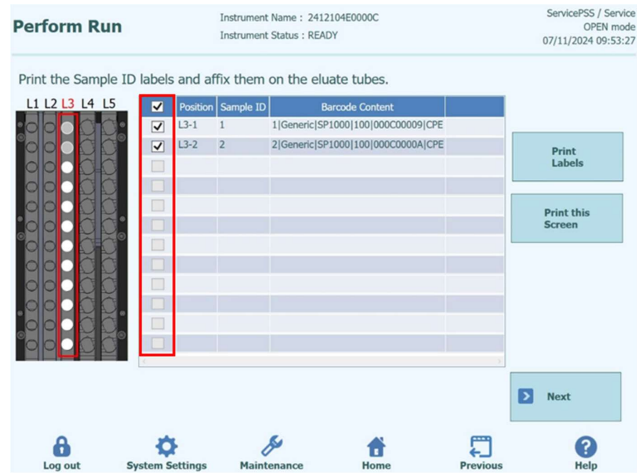 Perform Run
Instrument Name : 2412104E0000C
Instrument Status : READY
ServicePSS / Service
OPEN mode
07/11/2024 09:53:27
Print the Sample ID labels and affix them on the eluate tubes.
L1 L2 L3 L4 L5
Position Sample ID Barcode Content
L3-1 1 1|Generic|SP1000|100|000C00009|CPE
L3-2 2 2|Generic|SP1000|100|000C0000A|CPE
Print
Labels
Print this
Screen
Next
Log out System Settings Maintenance Home Previous Help